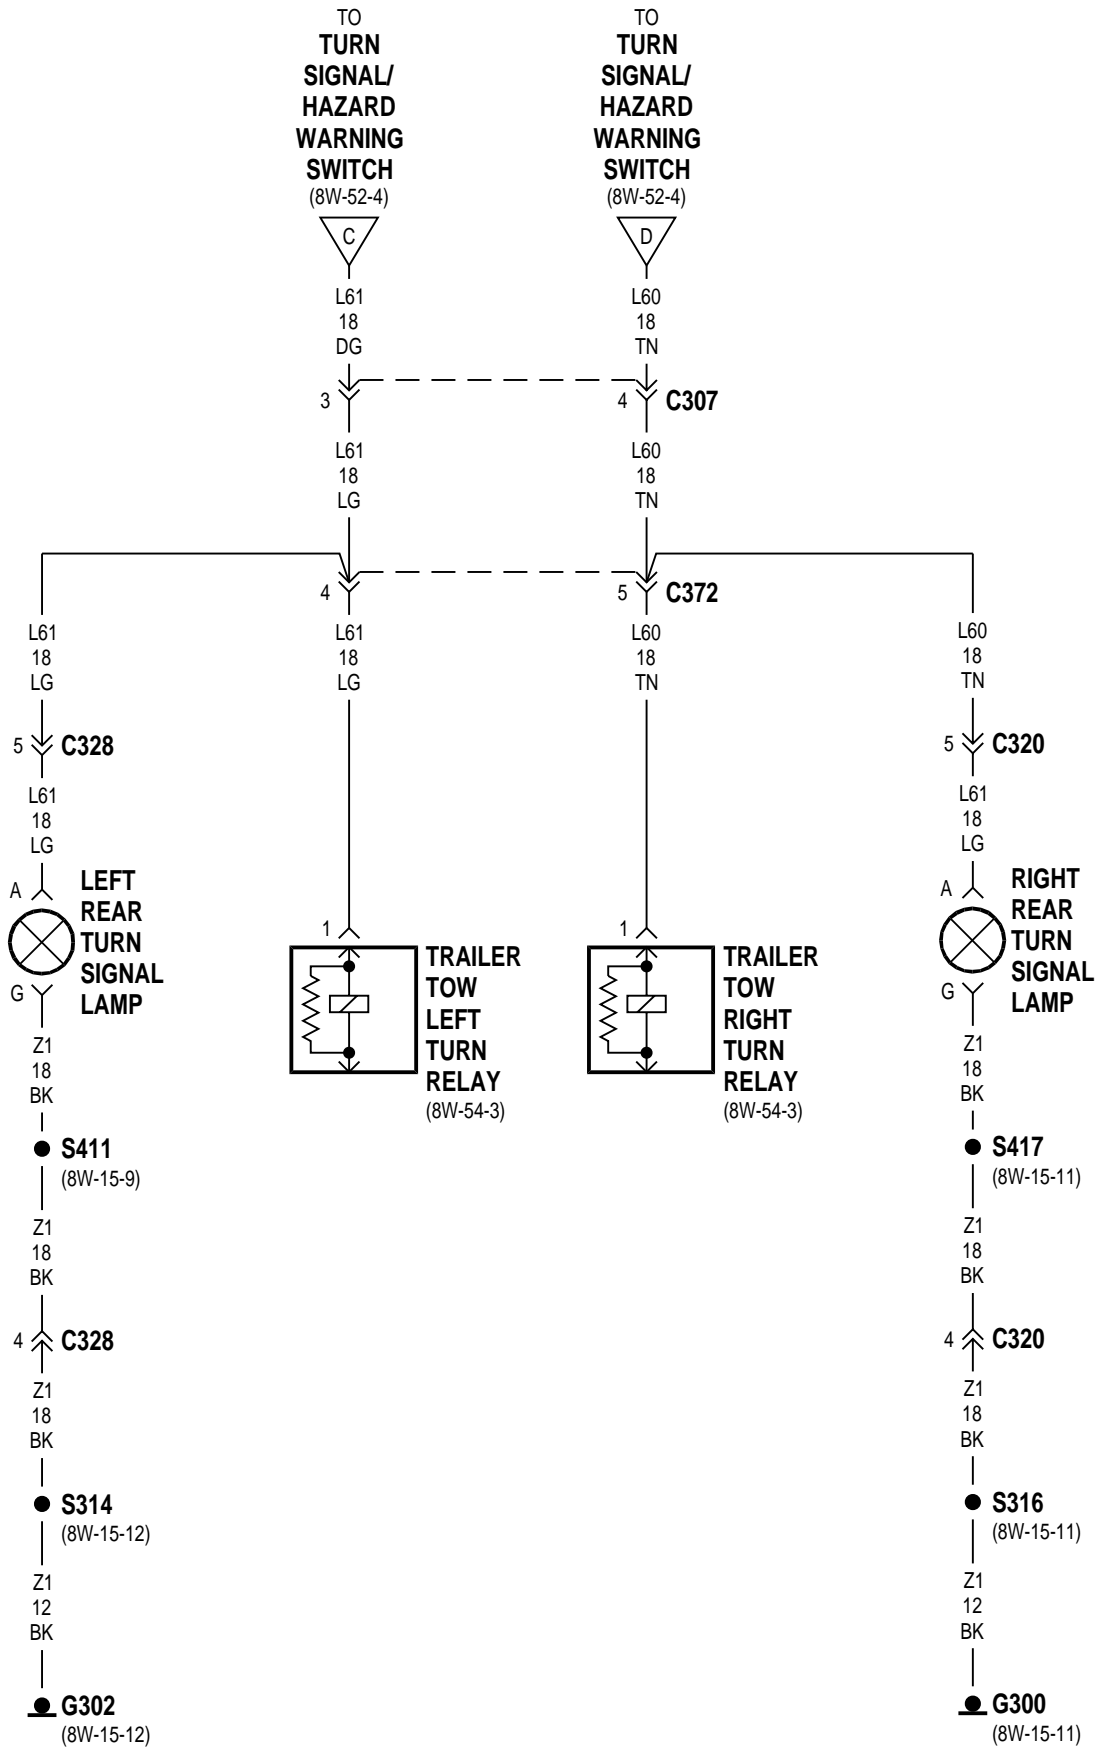 TO
TURN
SIGNAL/
HAZARD
WARNING
SWITCH
(8W-52-4)
C
L61
18
DG
3
L61
18
LG
4
L61
18
LG
1
TRAILER
TOW
LEFT
TURN
RELAY
(8W-54-3)
TO
TURN
SIGNAL/
HAZARD
WARNING
SWITCH
(8W-52-4)
D
L60
18
TN
4 C307
L60
18
TN
5 C372
L60
18
TN
1
TRAILER
TOW
RIGHT
TURN
RELAY
(8W-54-3)
L61
18
LG
5 C328
L61
18
LG
A
LEFT
REAR
TURN
SIGNAL
LAMP
G
Z1
18
BK
S411
(8W-15-9)
Z1
18
BK
4 C328
Z1
18
BK
S314
(8W-15-12)
Z1
12
BK
G302
(8W-15-12)
L60
18
TN
5 C320
L61
18
LG
A
RIGHT
REAR
TURN
SIGNAL
LAMP
G
Z1
18
BK
S417
(8W-15-11)
Z1
18
BK
4 C320
Z1
18
BK
S316
(8W-15-11)
Z1
12
BK
G300
(8W-15-11)